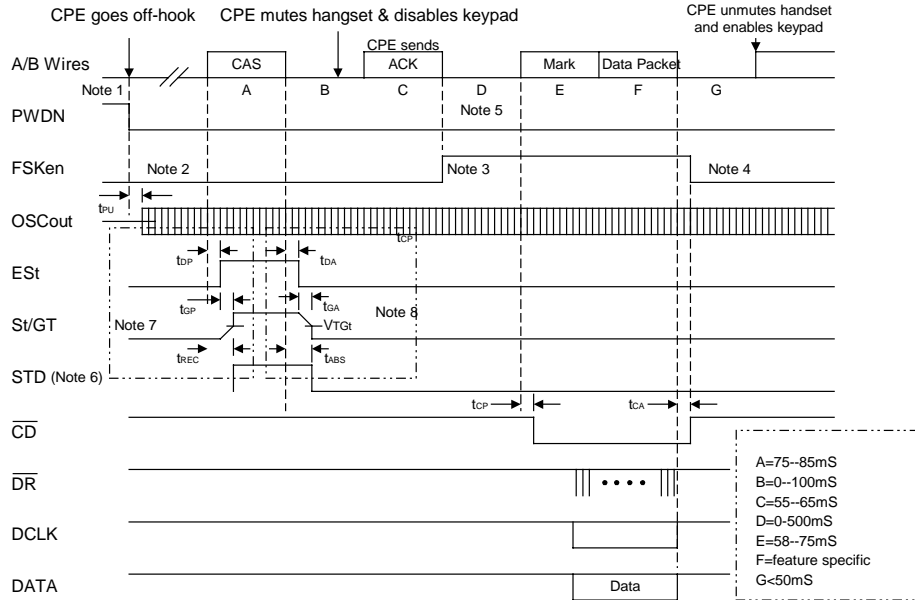 CPE goes off-hook
CPE mutes hangset & disables keypad
CPE unmutes handset
and enables keypad
CPE sends
A/B Wires
CAS
ACK
Mark
Data Packet
Note 1
A
B
C
D
E
F
G
PWDN
Note 5
FSKen
Note 2
Note 3
Note 4
tPU
OSCout
tCP
tDP
tDA
ESt
tGP
tGA
St/GT
Note 7
VTGt
Note 8
tREC
tABS
STD (Note 6)
tCP
tCA
CD
DR
DCLK
DATA
Data
A=75--85mS
B=0--100mS
C=55--65mS
D=0-500mS
E=58--75mS
F=feature specific
G<50mS